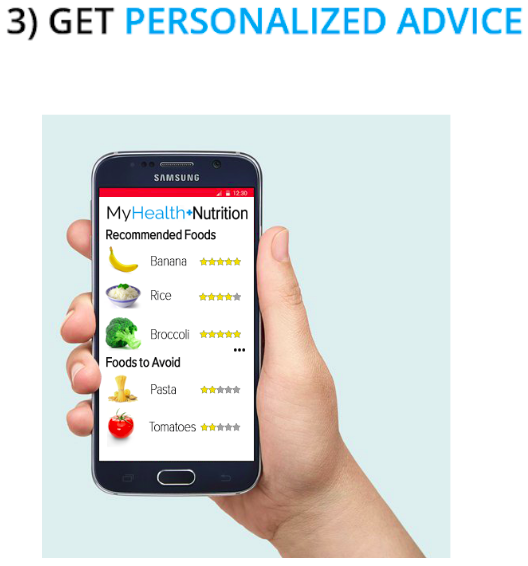 3) GET PERSONALIZED ADVICE
SAMSUNG
12:30
MyHealth+Nutrition
Recommended Foods
Banana
Rice
Broccoli
Foods to Avoid
Pasta
Tomatoes